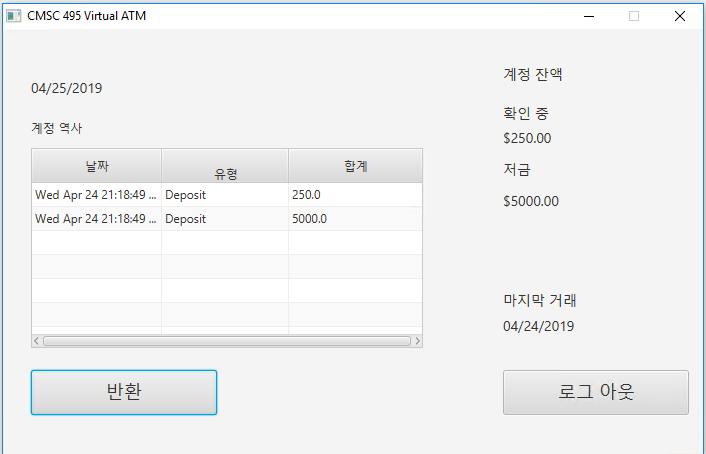 CMSC 495 Virtual ATM
04/25/2019
계정 역사
날짜 유형 합계
Wed Apr 24 21:18:49 ... Deposit 250.0
Wed Apr 24 21:18:49 ... Deposit 5000.0
반환
계정 잔액
확인 중
$250.00
저금
$5000.00
마지막 거래
04/24/2019
로그 아웃